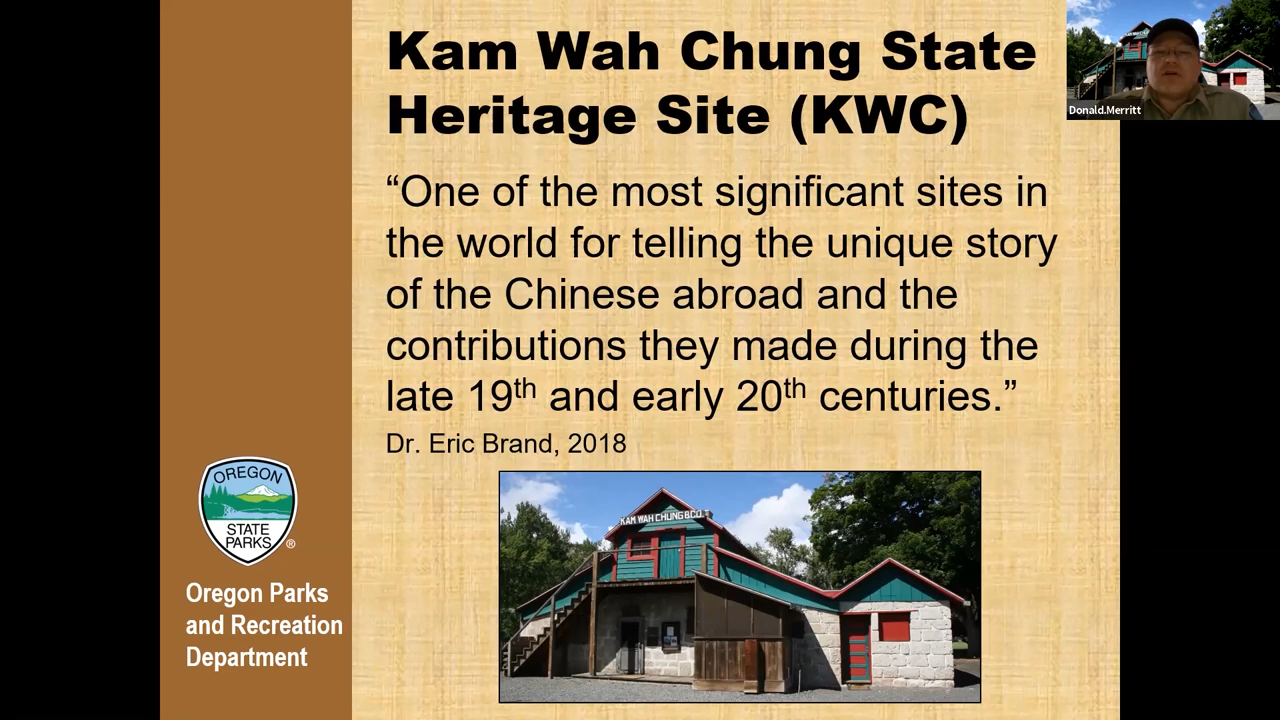 Kam Wah Chung State
Heritage Site (KWC)
“One of the most significant sites in
the world for telling the unique story
of the Chinese abroad and the
contributions they made during the
late 19th and early 20th centuries.”
Dr. Eric Brand, 2018
KAM WAH CHUNG & CO.
OREGON
STATE
PARKS
®
Oregon Parks
and Recreation
Department
Donald.Merritt